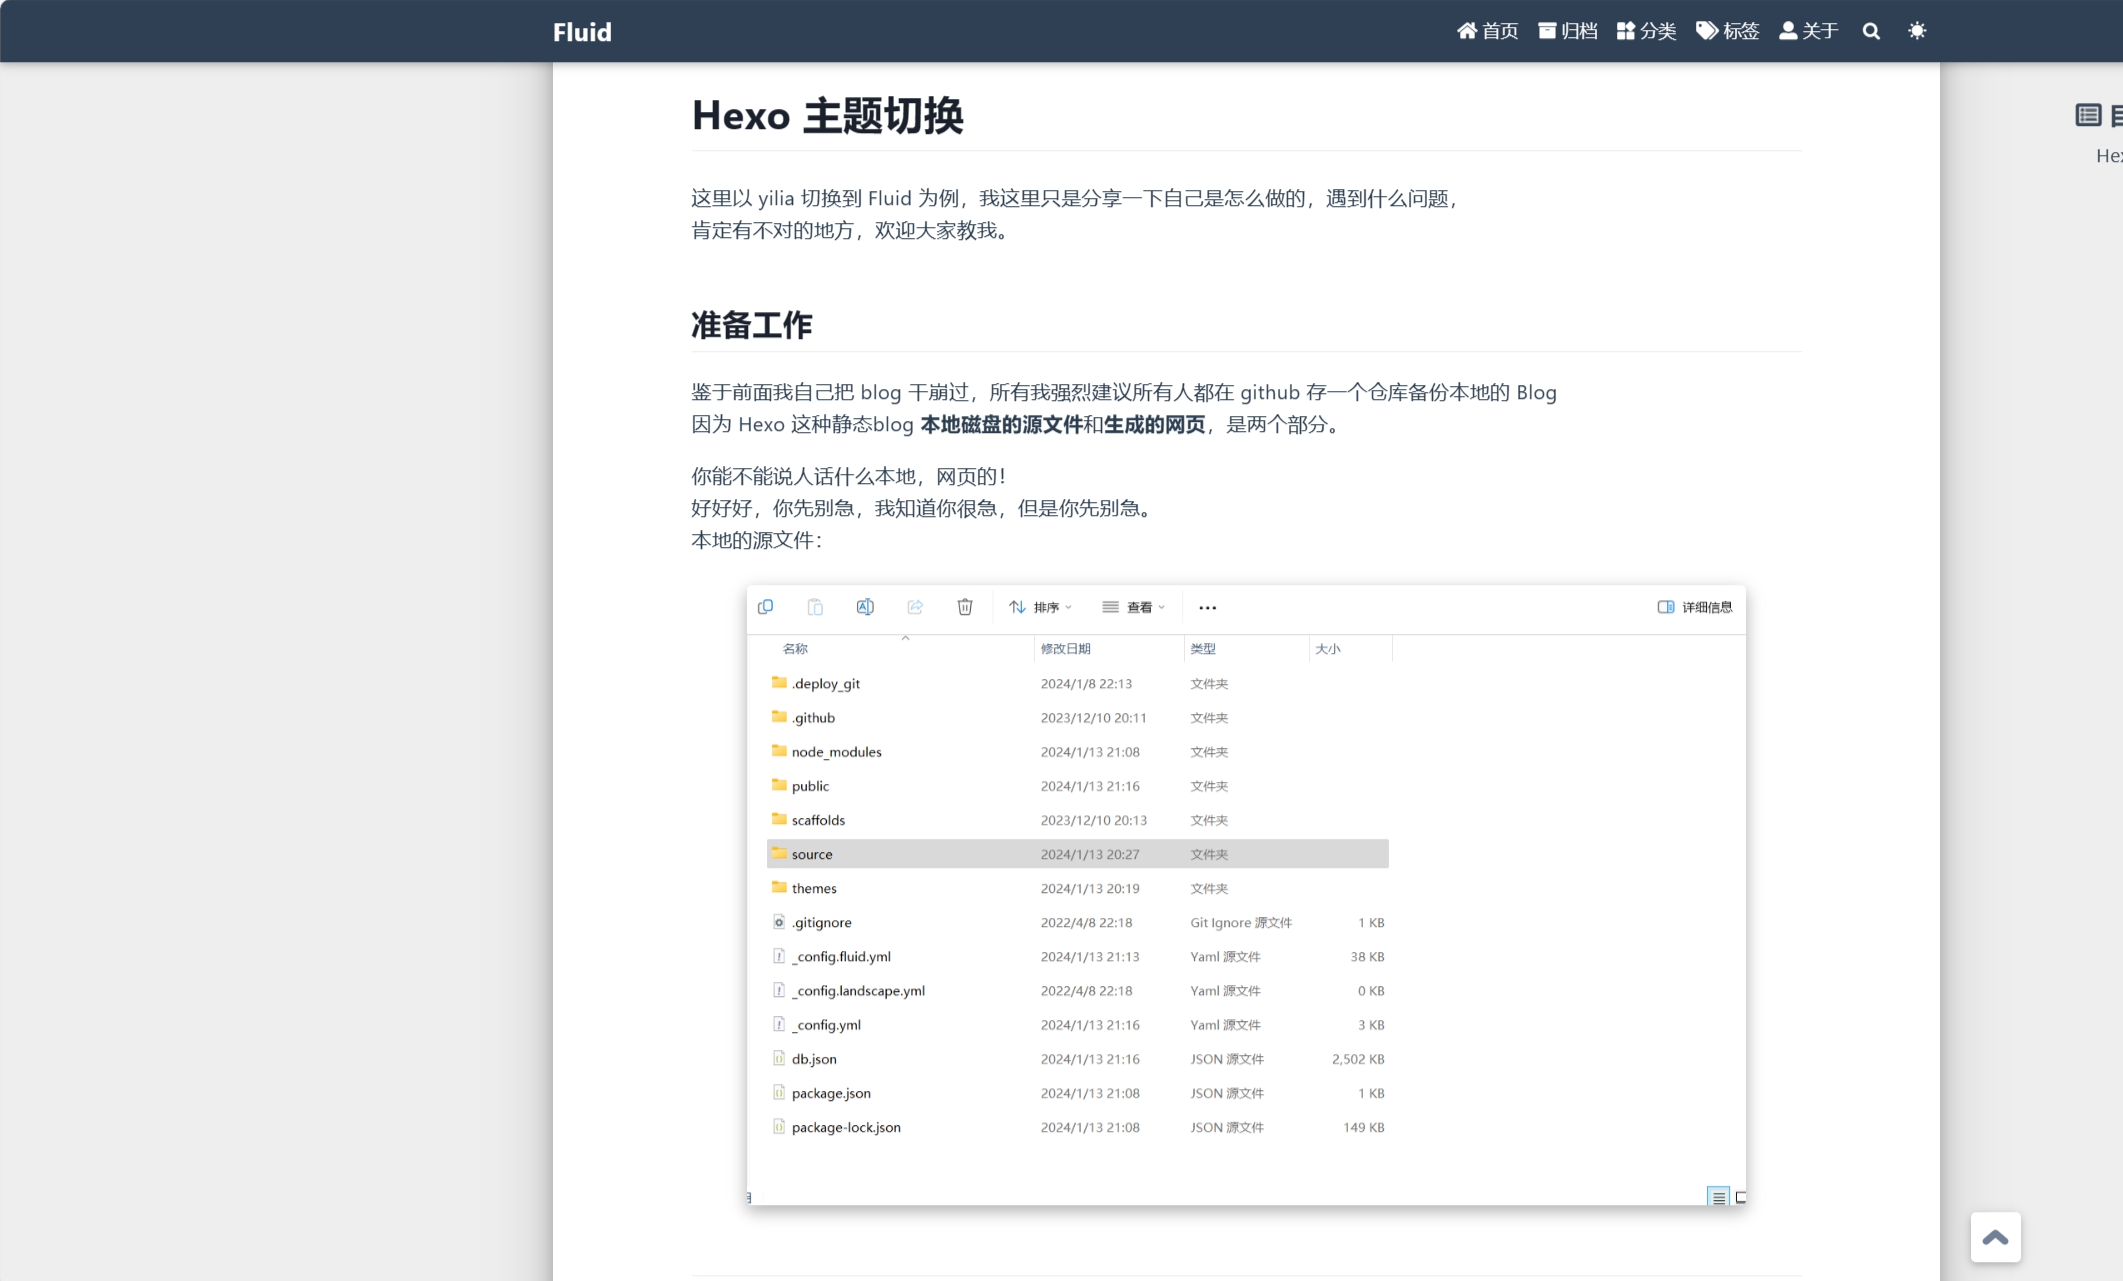 Fluid
首页 归档 分类 标签 关于
Hexo 主题切换
这里以 yilia 切换到 Fluid 为例，我这里只是分享一下自己是怎么做的，遇到什么问题，
肯定有不对的地方，欢迎大家教我。
准备工作
鉴于前面我自己把 blog 干崩过，所有我强烈建议所有人都在 github 存一个仓库备份本地的 Blog
因为 Hexo 这种静态blog 本地磁盘的源文件和生成的网页，是两个部分。
你能不能说人话什么本地，网页的！
好好好，你先别急，我知道你很急，但是你先别急。
本地的源文件：
排序 查看 ··· 详细信息
名称 修改日期 类型 大小
.deploy_git 2024/1/8 22:13 文件夹
.github 2023/12/10 20:11 文件夹
node_modules 2024/1/13 21:08 文件夹
public 2024/1/13 21:16 文件夹
scaffolds 2023/12/10 20:13 文件夹
source 2024/1/13 20:27 文件夹
themes 2024/1/13 20:19 文件夹
.gitignore 2022/4/8 22:18 Git Ignore 源文件 1 KB
_config.fluid.yml 2024/1/13 21:13 Yaml 源文件 38 KB
_config.landscape.yml 2022/4/8 22:18 Yaml 源文件 0 KB
_config.yml 2024/1/13 21:16 Yaml 源文件 3 KB
db.json 2024/1/13 21:16 JSON 源文件 2,502 KB
package.json 2024/1/13 21:08 JSON 源文件 1 KB
package-lock.json 2024/1/13 21:08 JSON 源文件 149 KB